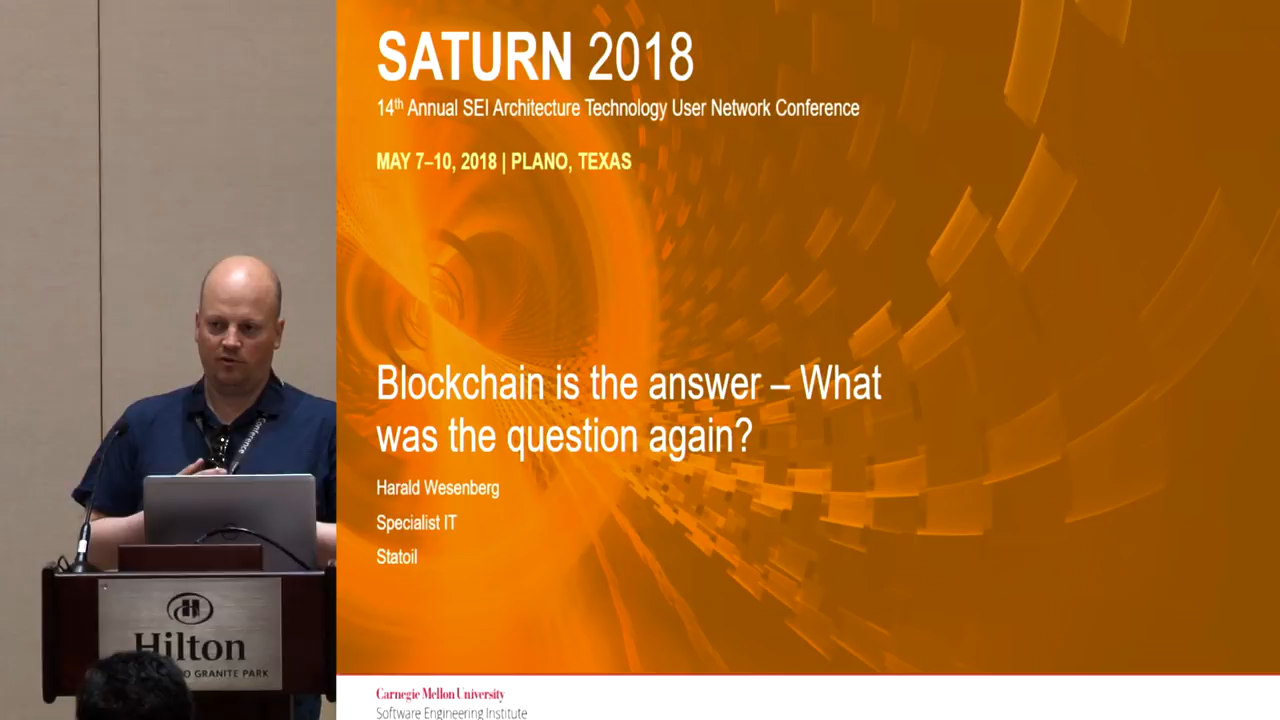 SATURN 2018
14th Annual SEI Architecture Technology User Network Conference
MAY 7–10, 2018 | PLANO, TEXAS
Blockchain is the answer – What
was the question again?
Harald Wesenberg
Specialist IT
Statoil
Carnegie Mellon University
Software Engineering Institute
Conference
Hilton
GRANITE PARK